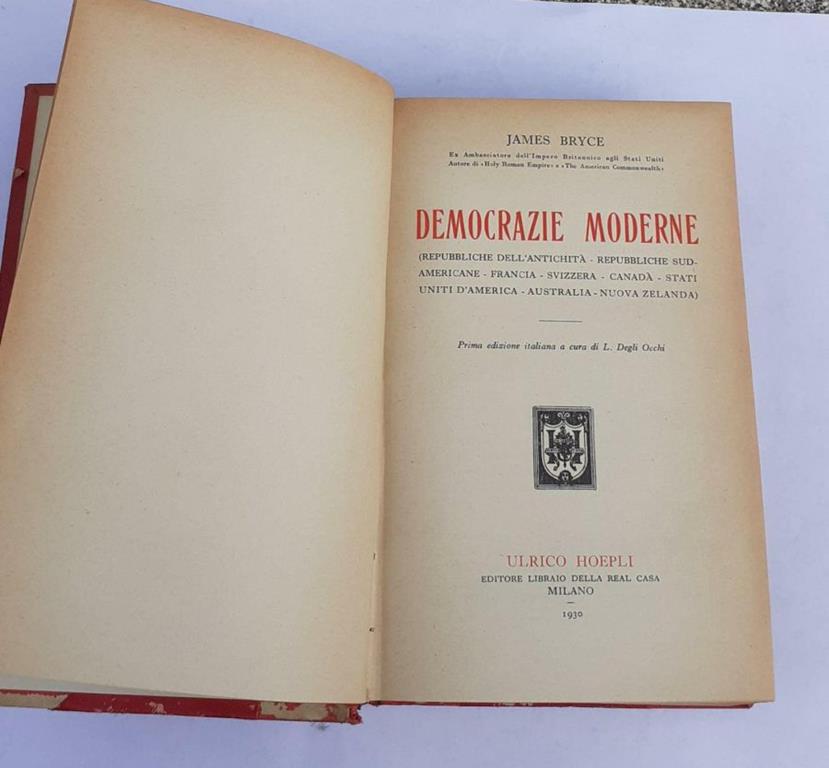 JAMES BRYCE
Ex Ambasciatore dell'Impero Britannico agli Stati Uniti
Autore di «Holy Roman Empire» e «The American Commonwealth»
DEMOCRAZIE MODERNE
(REPUBBLICHE DELL'ANTICHITÀ - REPUBBLICHE SUD-
AMERICANE - FRANCIA - SVIZZERA - CANADÀ - STATI
UNITI D'AMERICA - AUSTRALIA - NUOVA ZELANDA)
Prima edizione italiana a cura di L. Degli Occhi
H
ULRICO HOEPLI
EDITORE LIBRAIO DELLA REAL CASA
MILANO
1930